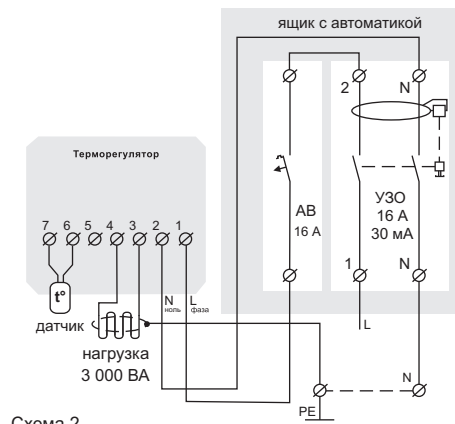 ящик с автоматикой
2
N
Терморегулятор
АВ
16 А
УЗО
16 А
30 мА
7 6 5 4 3 2 1
1
N
t°
N
ноль
L
фаза
датчик
L
нагрузка
3 000 ВА
N
PE
Схема 2